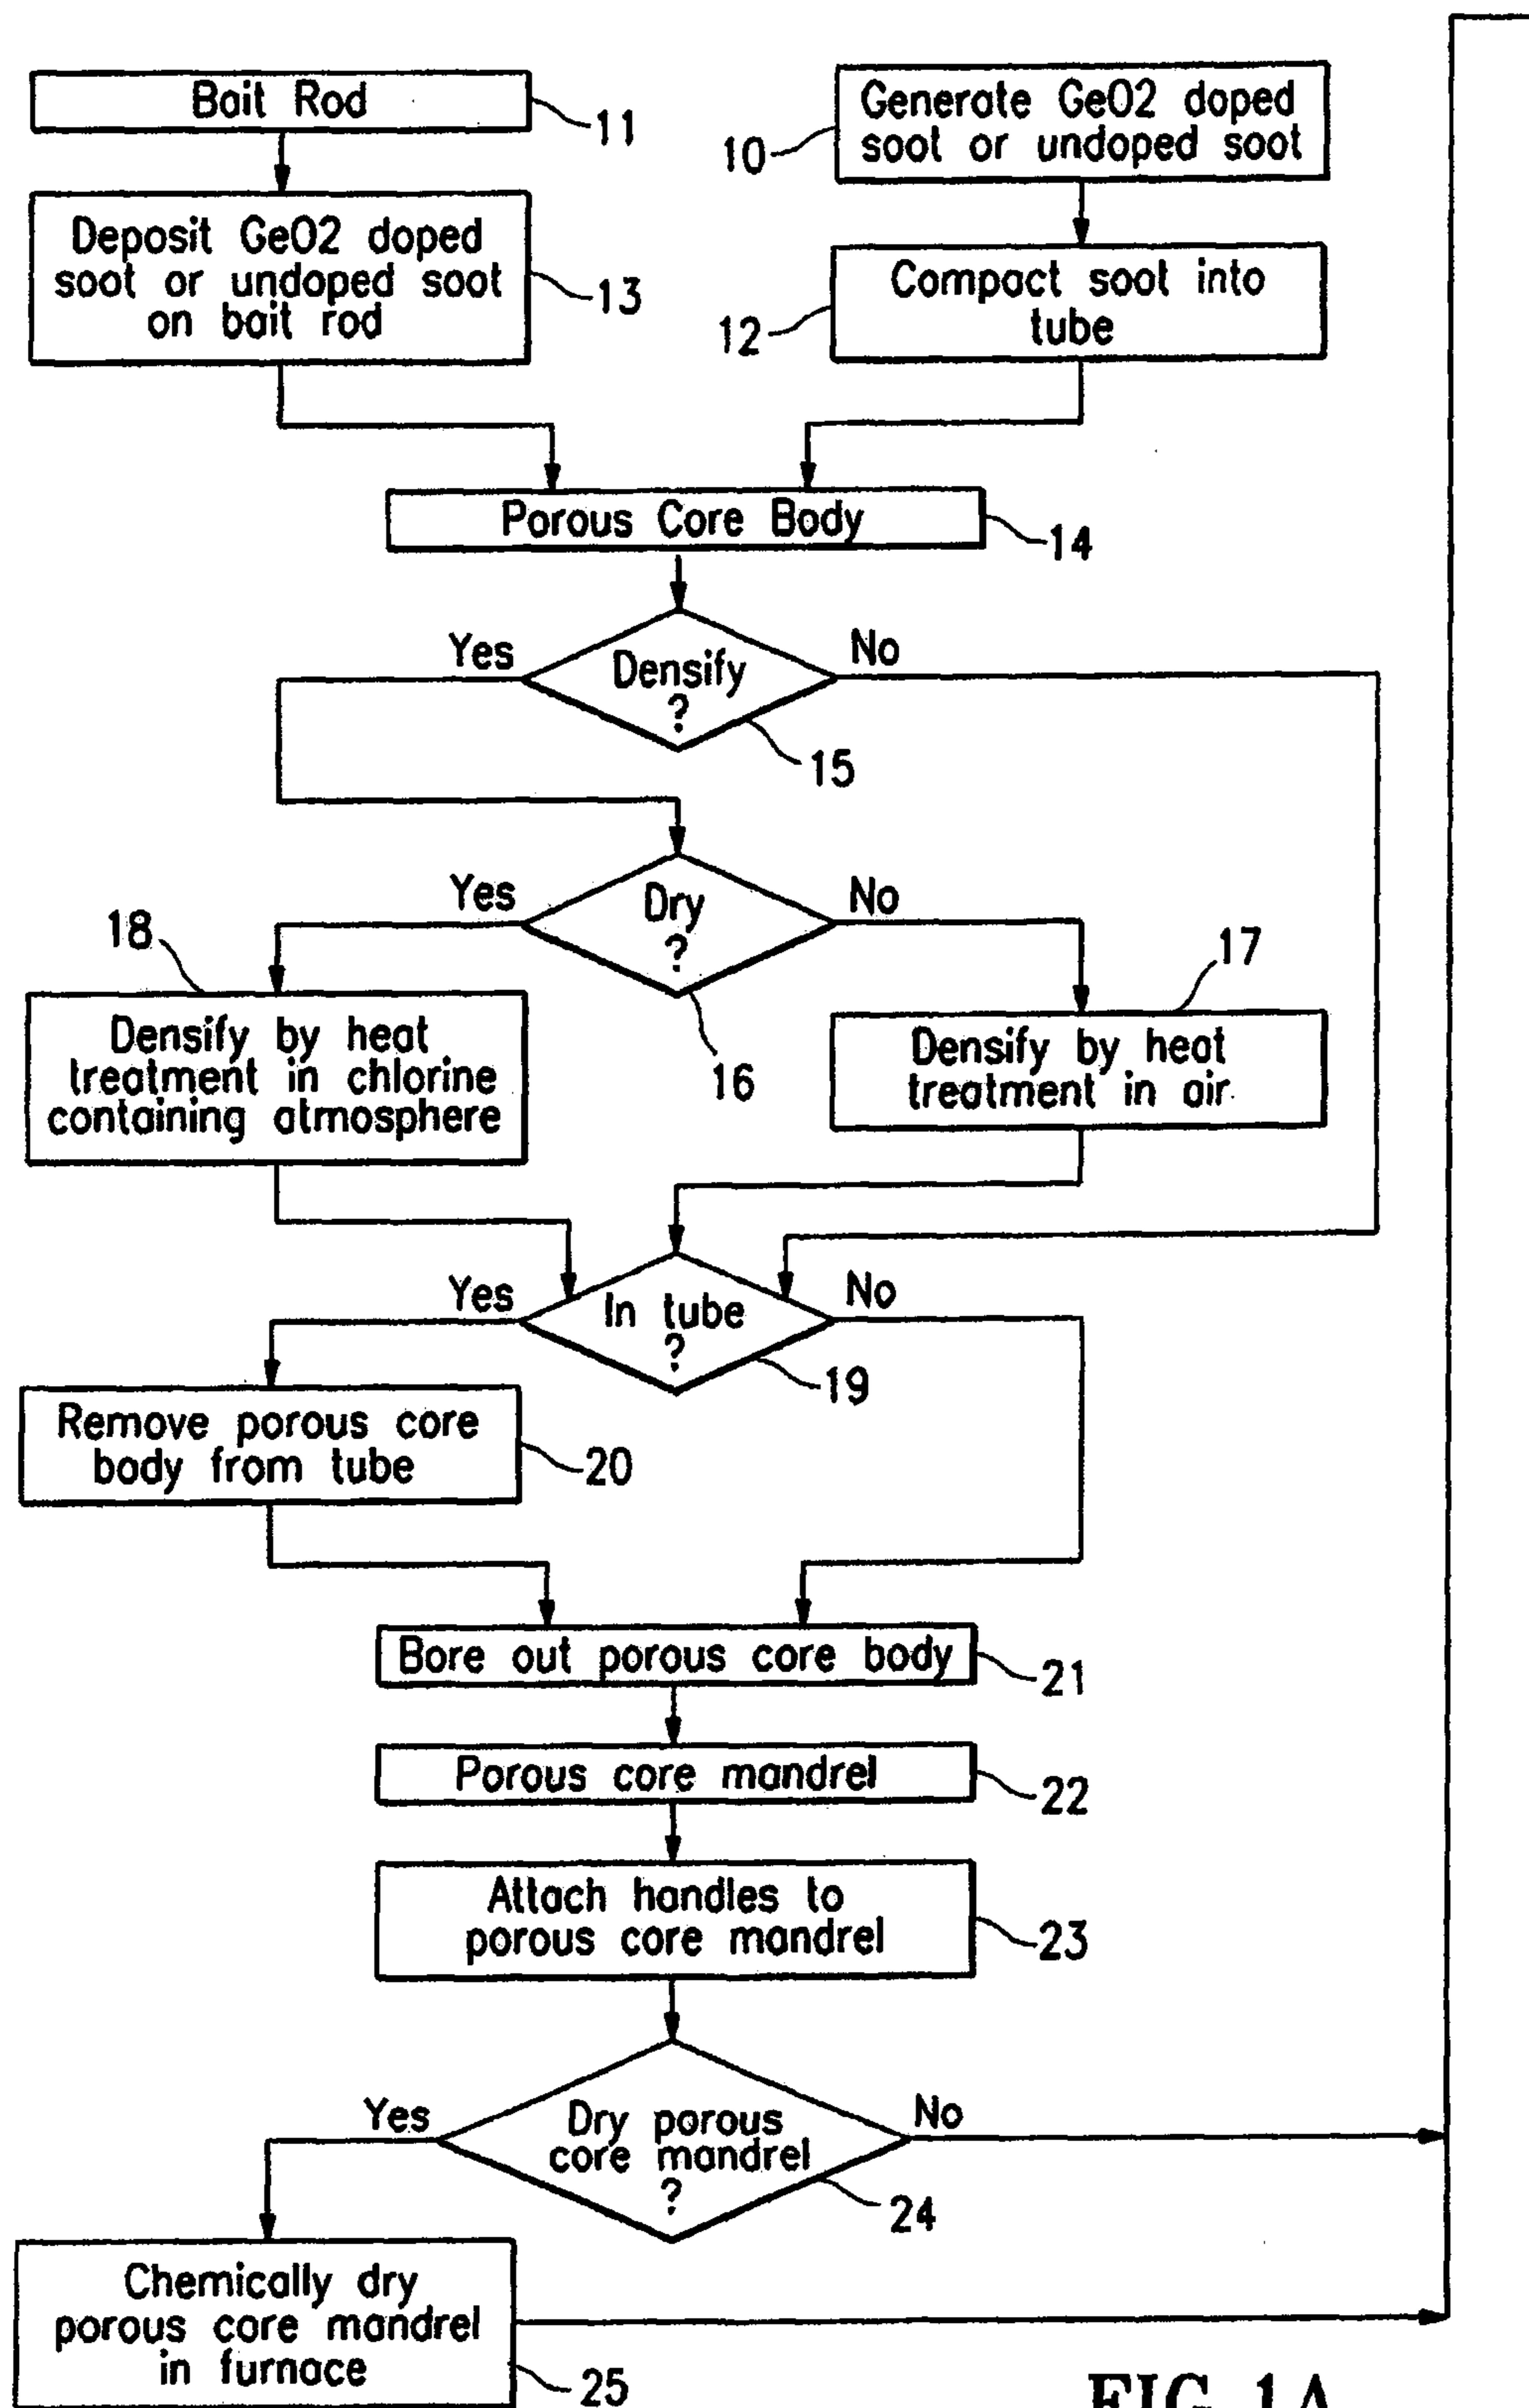 Bait Rod
11
Generate GeO2 doped
soot or undoped soot
10
Deposit GeO2 doped
soot or undoped soot
on bait rod
13
Compact soot into
tube
12
Porous Core Body
14
Yes
Densify
?
No
15
Yes
Dry
?
No
16
18
Densify by heat
treatment in chlorine
containing atmosphere
17
Densify by heat
treatment in air
Yes
In tube
?
No
19
Remove porous core
body from tube
20
Bore out porous core body
21
Porous core mandrel
22
Attach handles to
porous core mandrel
23
Yes
Dry porous
core mandrel
?
No
24
Chemically dry
porous core mandrel
in furnace
25
FIG. 1A